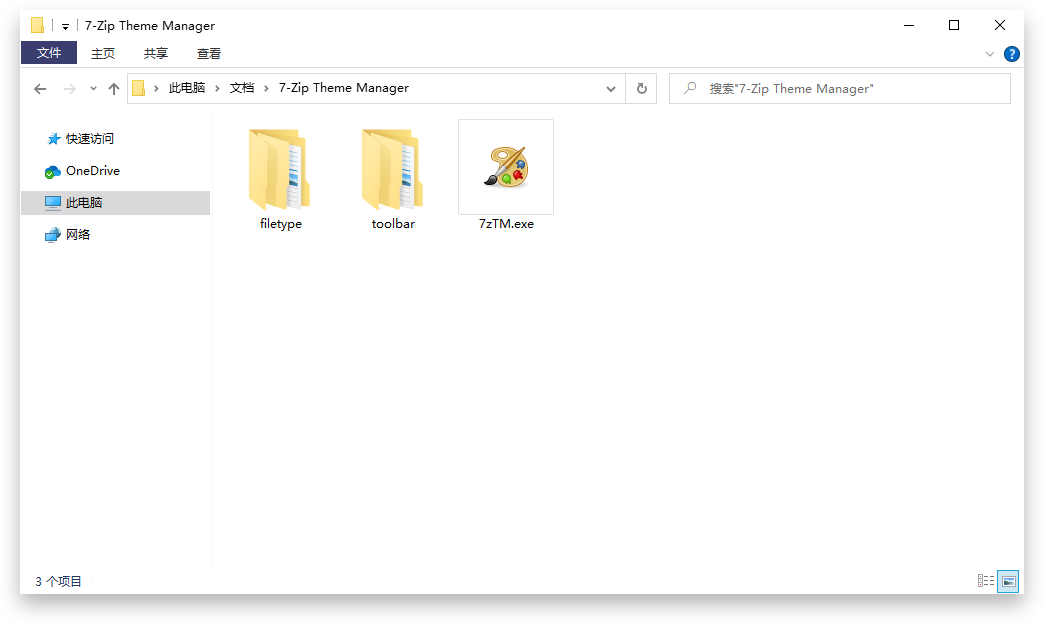 7-Zip Theme Manager
文件 主页 共享 查看
此电脑 文档 7-Zip Theme Manager
搜索"7-Zip Theme Manager"
快速访问
OneDrive
此电脑
网络
filetype toolbar 7zTM.exe
3 个项目